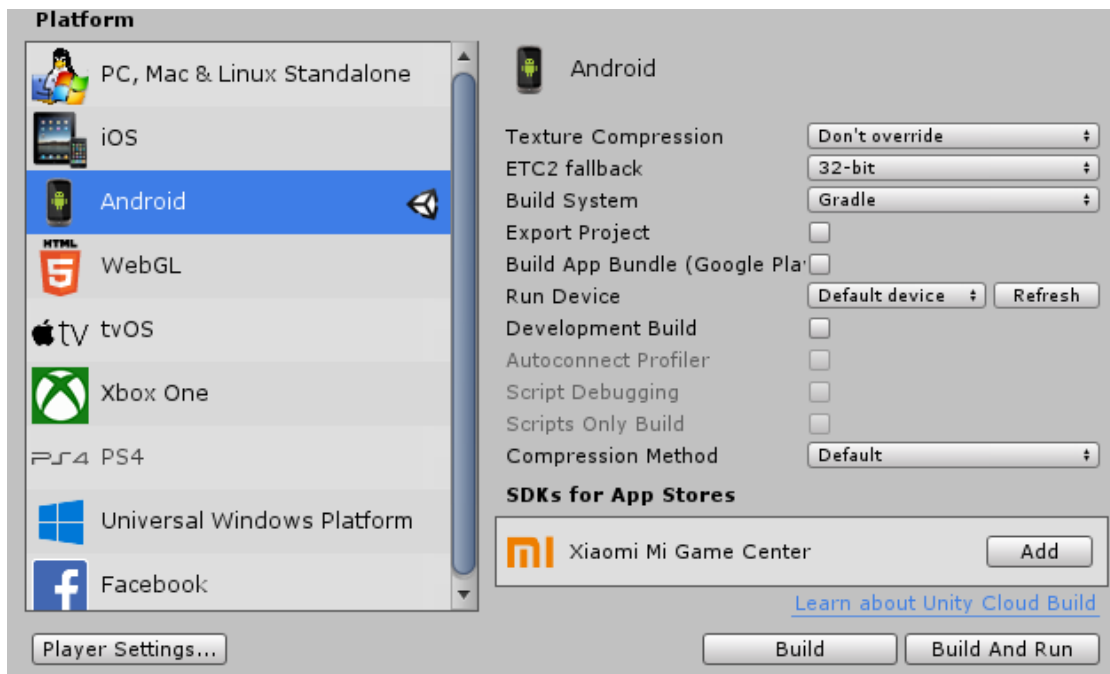 Platform
PC, Mac & Linux Standalone
iOS
Android
HTML
5
WebGL
tv
tvOS
Xbox One
PS4
PS4
Universal Windows Platform
f
Facebook
Player Settings...
Android
Texture Compression
Don't override
ETC2 fallback
32-bit
Build System
Gradle
Export Project
Build App Bundle (Google Pla
Run Device
Default device
Refresh
Development Build
Autoconnect Profiler
Script Debugging
Scripts Only Build
Compression Method
Default
SDKs for App Stores
mi
Xiaomi Mi Game Center
Add
Learn about Unity Cloud Build
Build
Build And Run